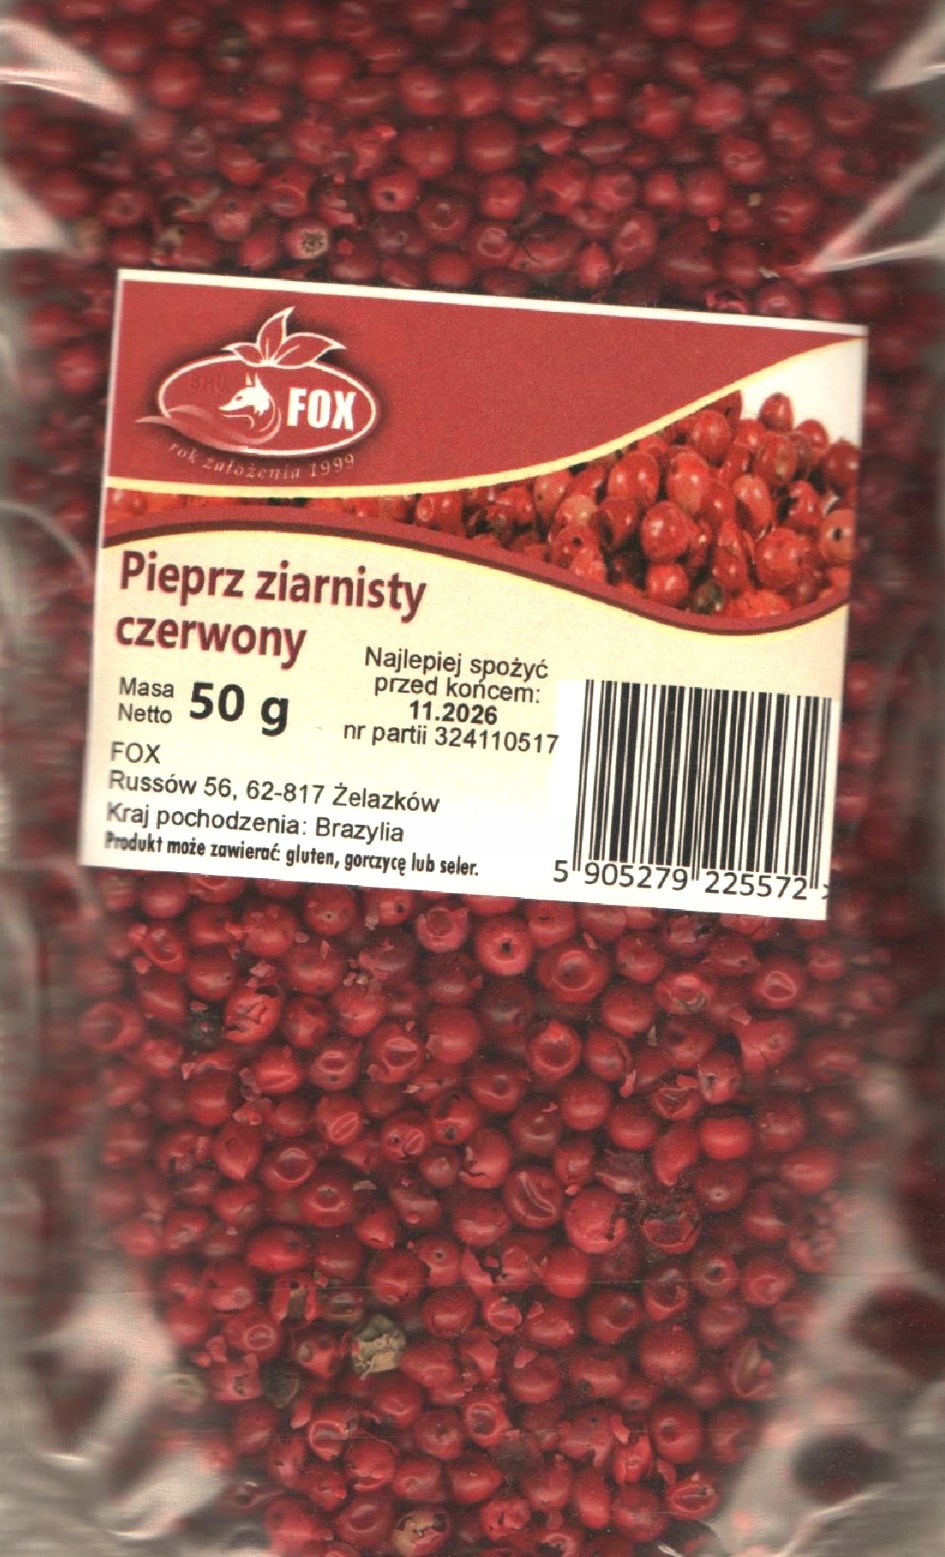 FOX
rok założenia 1999
Pieprz ziarnisty
czerwony
Najlepiej spożyć
przed końcem:
11.2026
nr partii 324110517
Masa
Netto 50 g
FOX
Russów 56, 62-817 Żelazków
Kraj pochodzenia: Brazylia
Produkt może zawierać gluten, gorczycę lub seler.
5 905279 225572 >